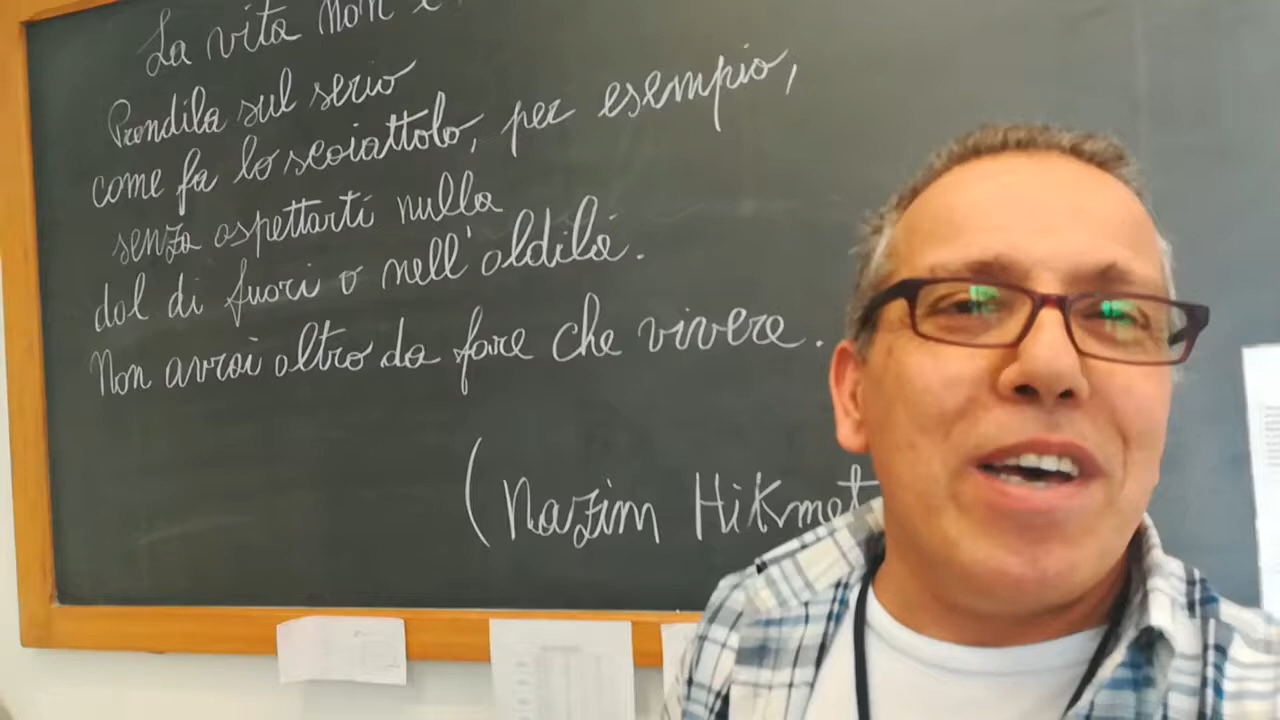 La vita non è
Prendila sul serio
come fa lo scoiattolo, per esempio,
senza aspettarti nulla
dal di fuori o nell'aldilà.
Non avrai altro da fare che vivere.
(Nazim Hikmet